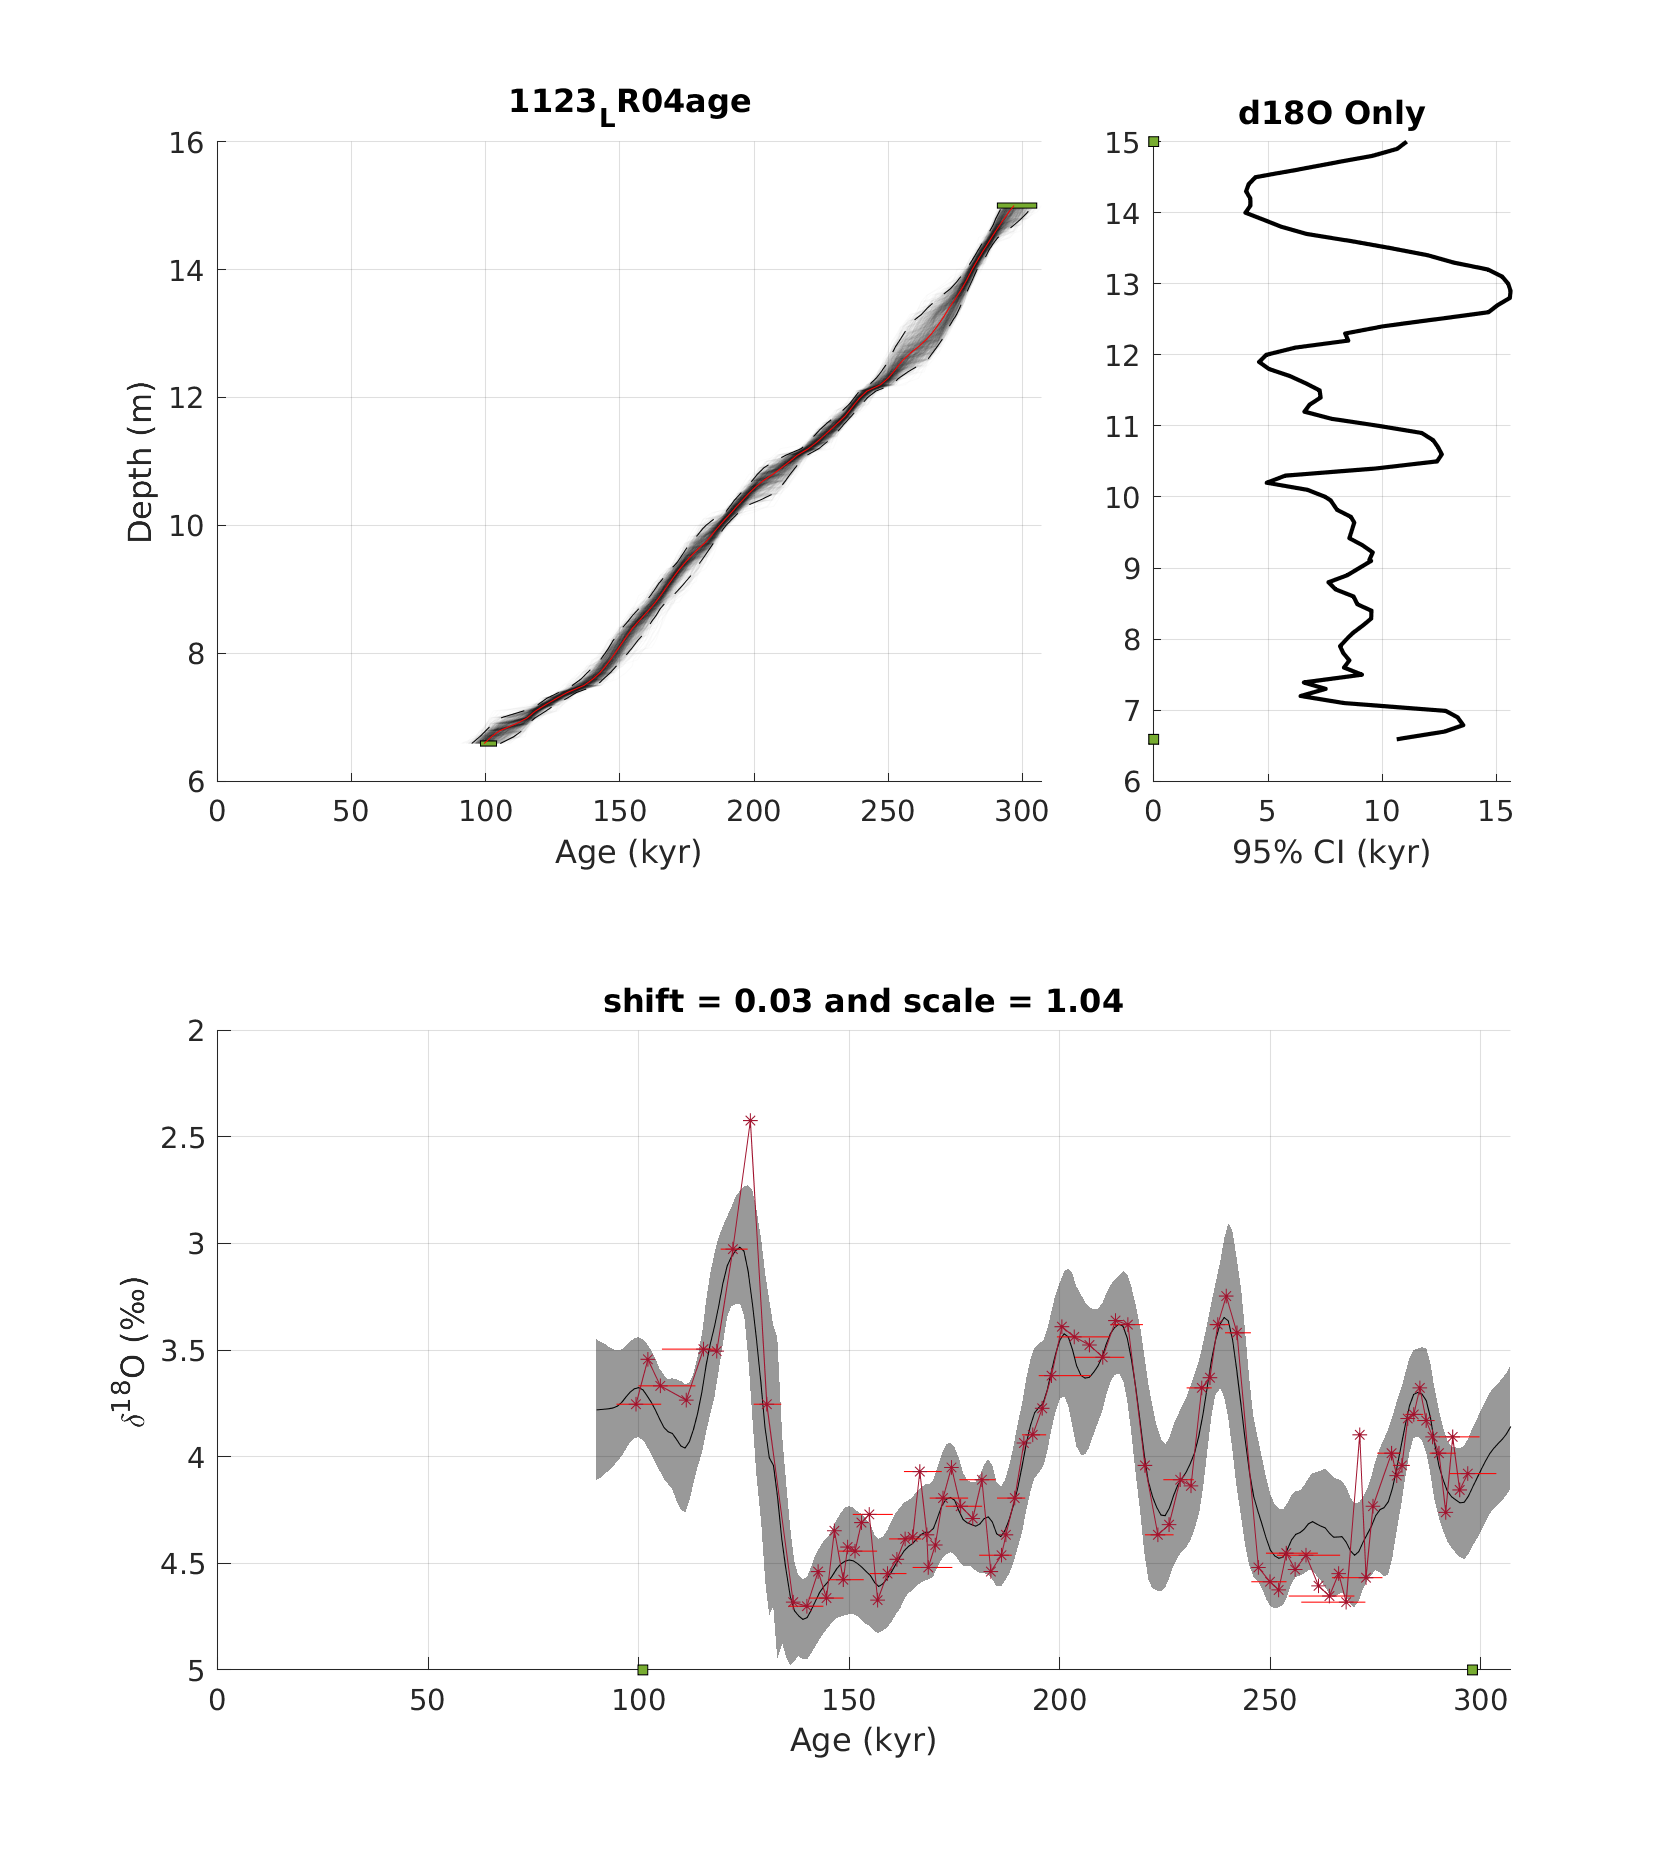 1123LR04age
16
14
12
10
8
6
Depth (m)
0 50 100 150 200 250 300
Age (kyr)
d18O Only
15
14
13
12
11
10
9
8
7
6
0 5 10 15
95% CI (kyr)
shift = 0.03 and scale = 1.04
2
2.5
3
3.5
4
4.5
5
δ18O (‰)
0 50 100 150 200 250 300
Age (kyr)